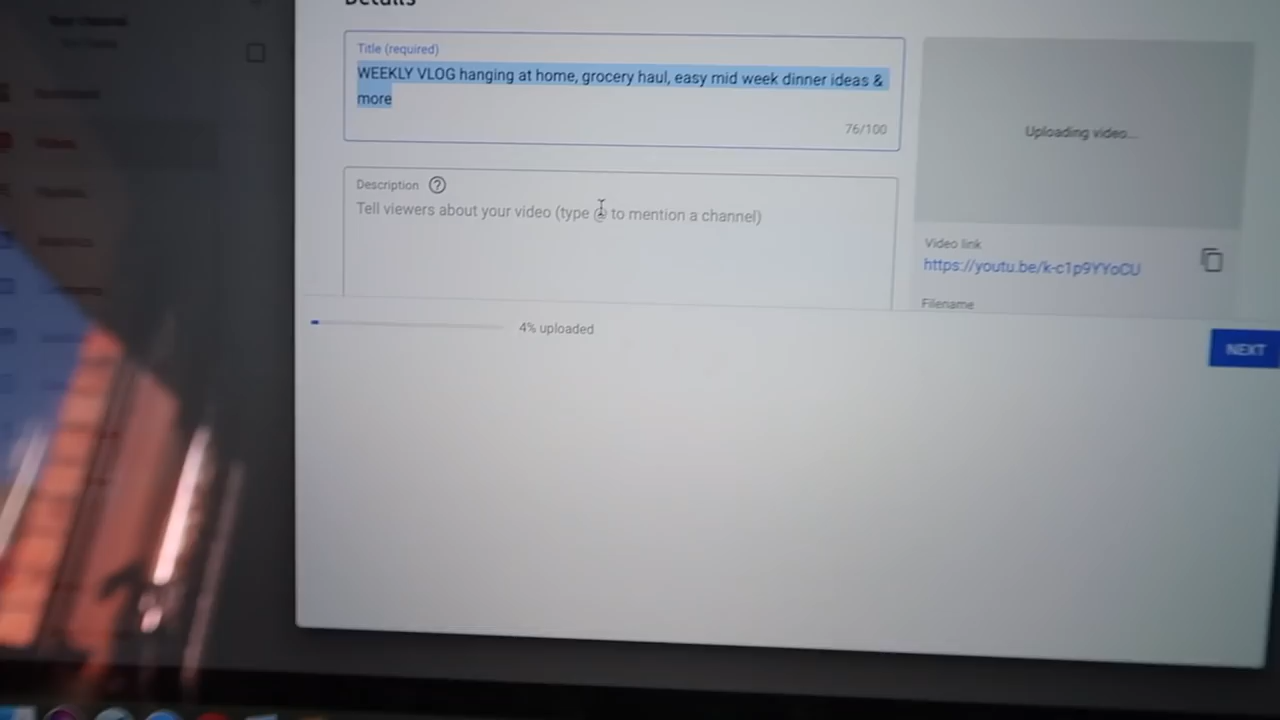 Details
Title (required)
WEEKLY VLOG hanging at home, grocery haul, easy mid week dinner ideas &
more
76/100
Uploading video...
Description
Tell viewers about your video (type @ to mention a channel)
Video link
https://youtu.be/k-c1p9YYoCU
Filename
4% uploaded
NEXT